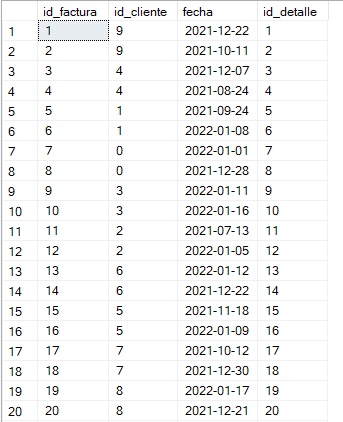 id_factura id_cliente fecha id_detalle
1 1 9 2021-12-22 1
2 2 9 2021-10-11 2
3 3 4 2021-12-07 3
4 4 4 2021-08-24 4
5 5 1 2021-09-24 5
6 6 1 2022-01-08 6
7 7 0 2022-01-01 7
8 8 0 2021-12-28 8
9 9 3 2022-01-11 9
10 10 3 2022-01-16 10
11 11 2 2021-07-13 11
12 12 2 2022-01-05 12
13 13 6 2022-01-12 13
14 14 6 2021-12-22 14
15 15 5 2021-11-18 15
16 16 5 2022-01-09 16
17 17 7 2021-10-12 17
18 18 7 2021-12-30 18
19 19 8 2022-01-17 19
20 20 8 2021-12-21 20